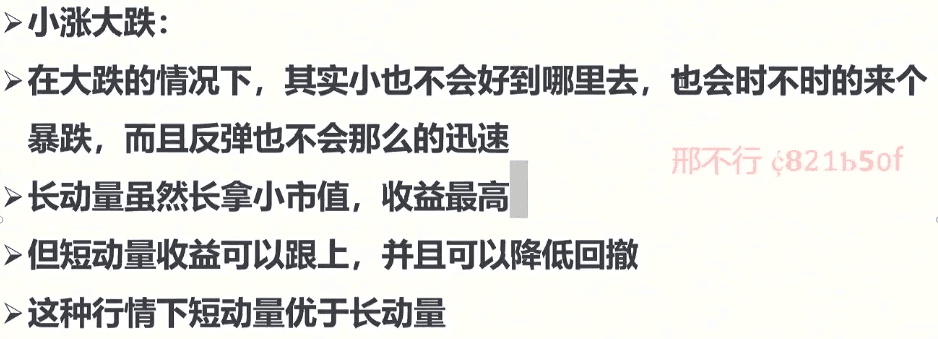 ➢小涨大跌：
➢在大跌的情况下，其实小也不会好到哪里去，也会时不时的来个
暴跌，而且反弹也不会那么的迅速
邢不行
➢长动量虽然长拿小市值，收益最高
➢但短动量收益可以跟上，并且可以降低回撤
➢这种行情下短动量优于长动量